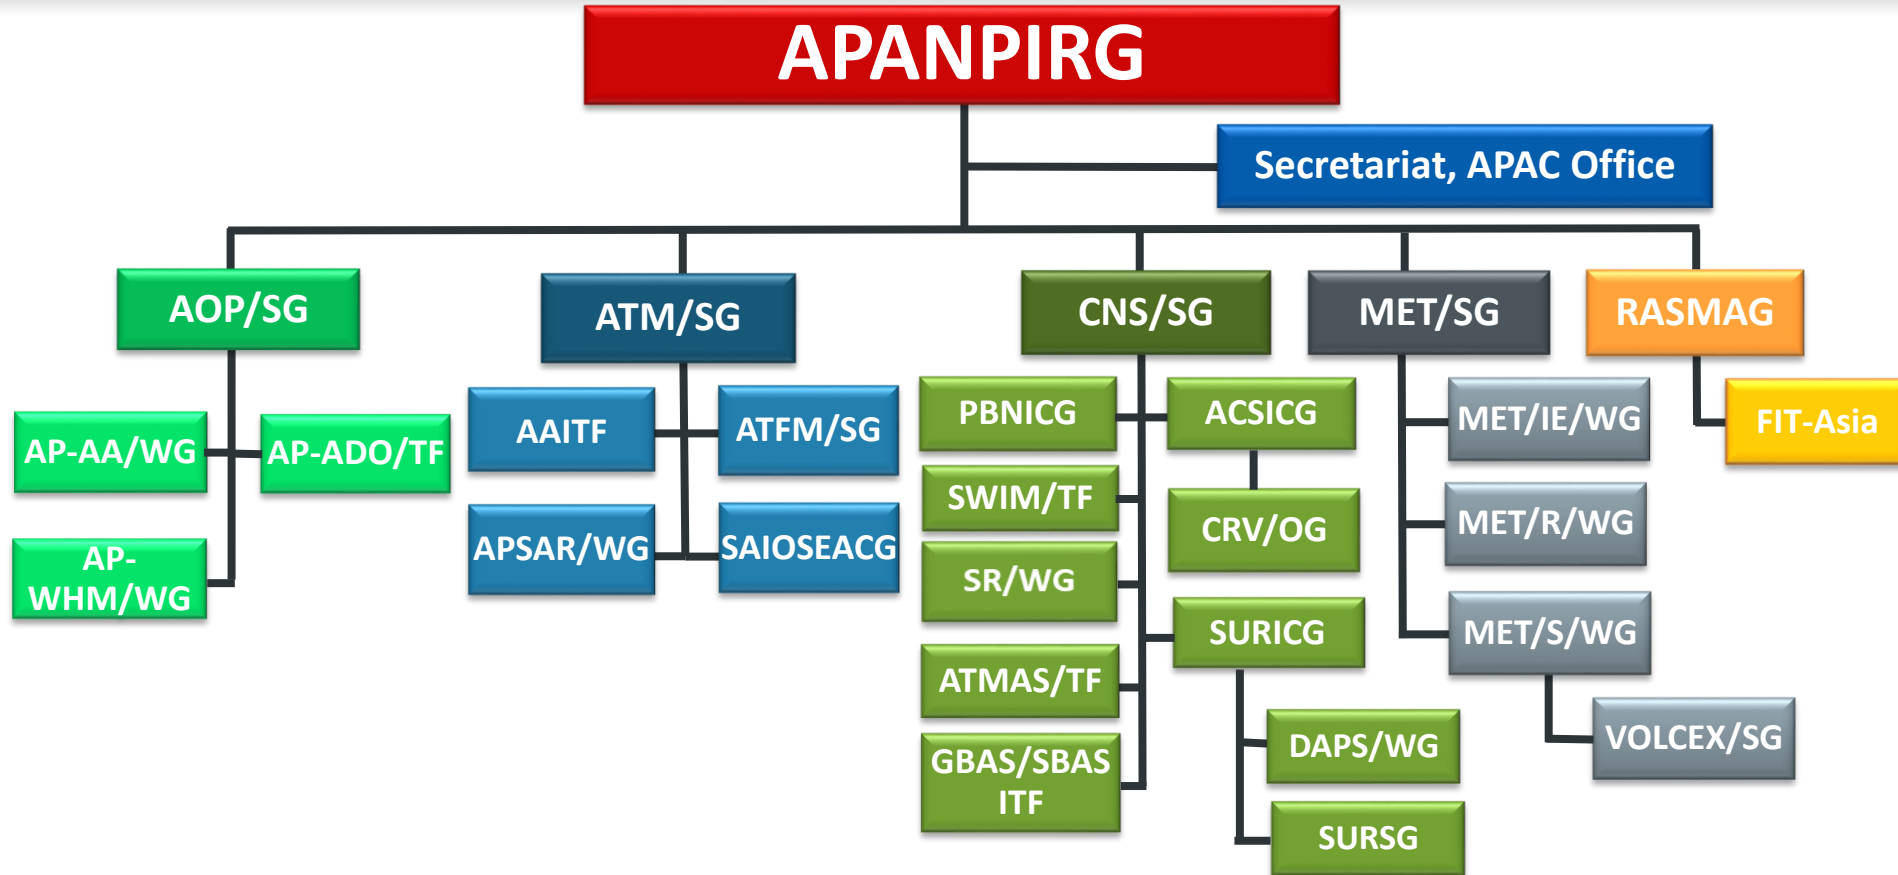 APANPIRG
Secretariat, APAC Office
AOP/SG
ATM/SG
CNS/SG
MET/SG
RASMAG
AP-AA/WG
AP-ADO/TF
AP-
WHM/WG
AAITF
ATFM/SG
APSAR/WG
SAIOSEACG
PBNICG
ACSICG
SWIM/TF
CRV/OG
SR/WG
SURICG
ATMAS/TF
GBAS/SBAS
ITF
DAPS/WG
SURSG
MET/IE/WG
MET/R/WG
MET/S/WG
VOLCEX/SG
FIT-Asia